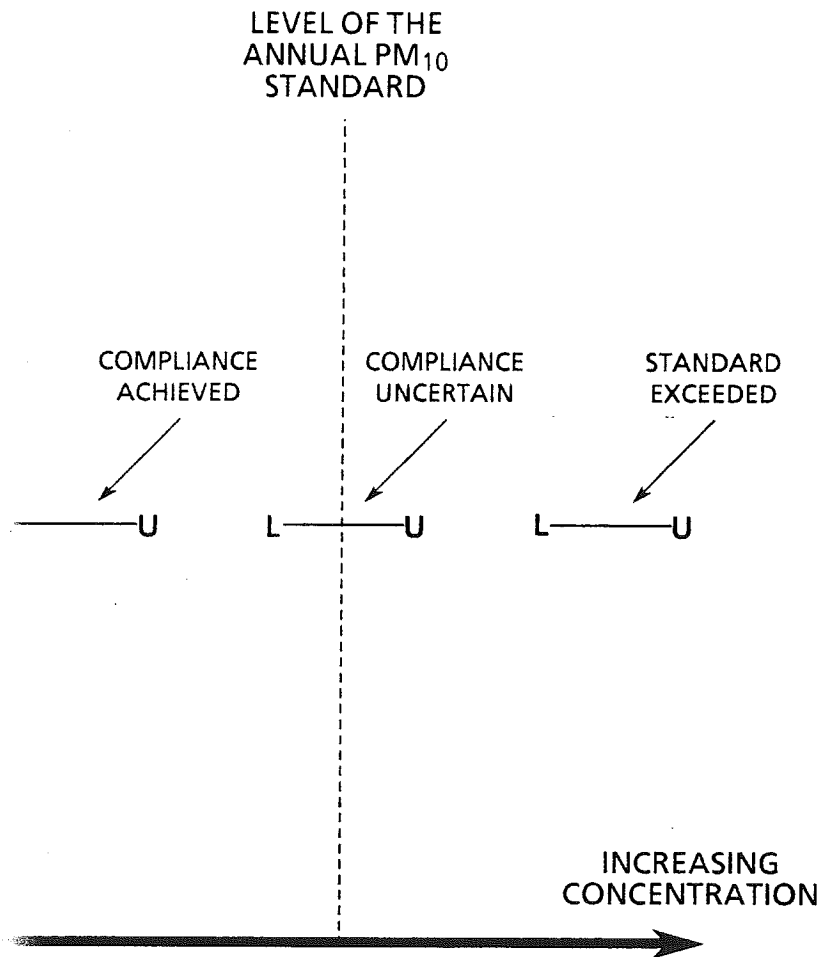 LEVEL OF THE
ANNUAL PM₁₀
STANDARD
COMPLIANCE
ACHIEVED
COMPLIANCE
UNCERTAIN
STANDARD
EXCEEDED
U
L U
L U
INCREASING
CONCENTRATION